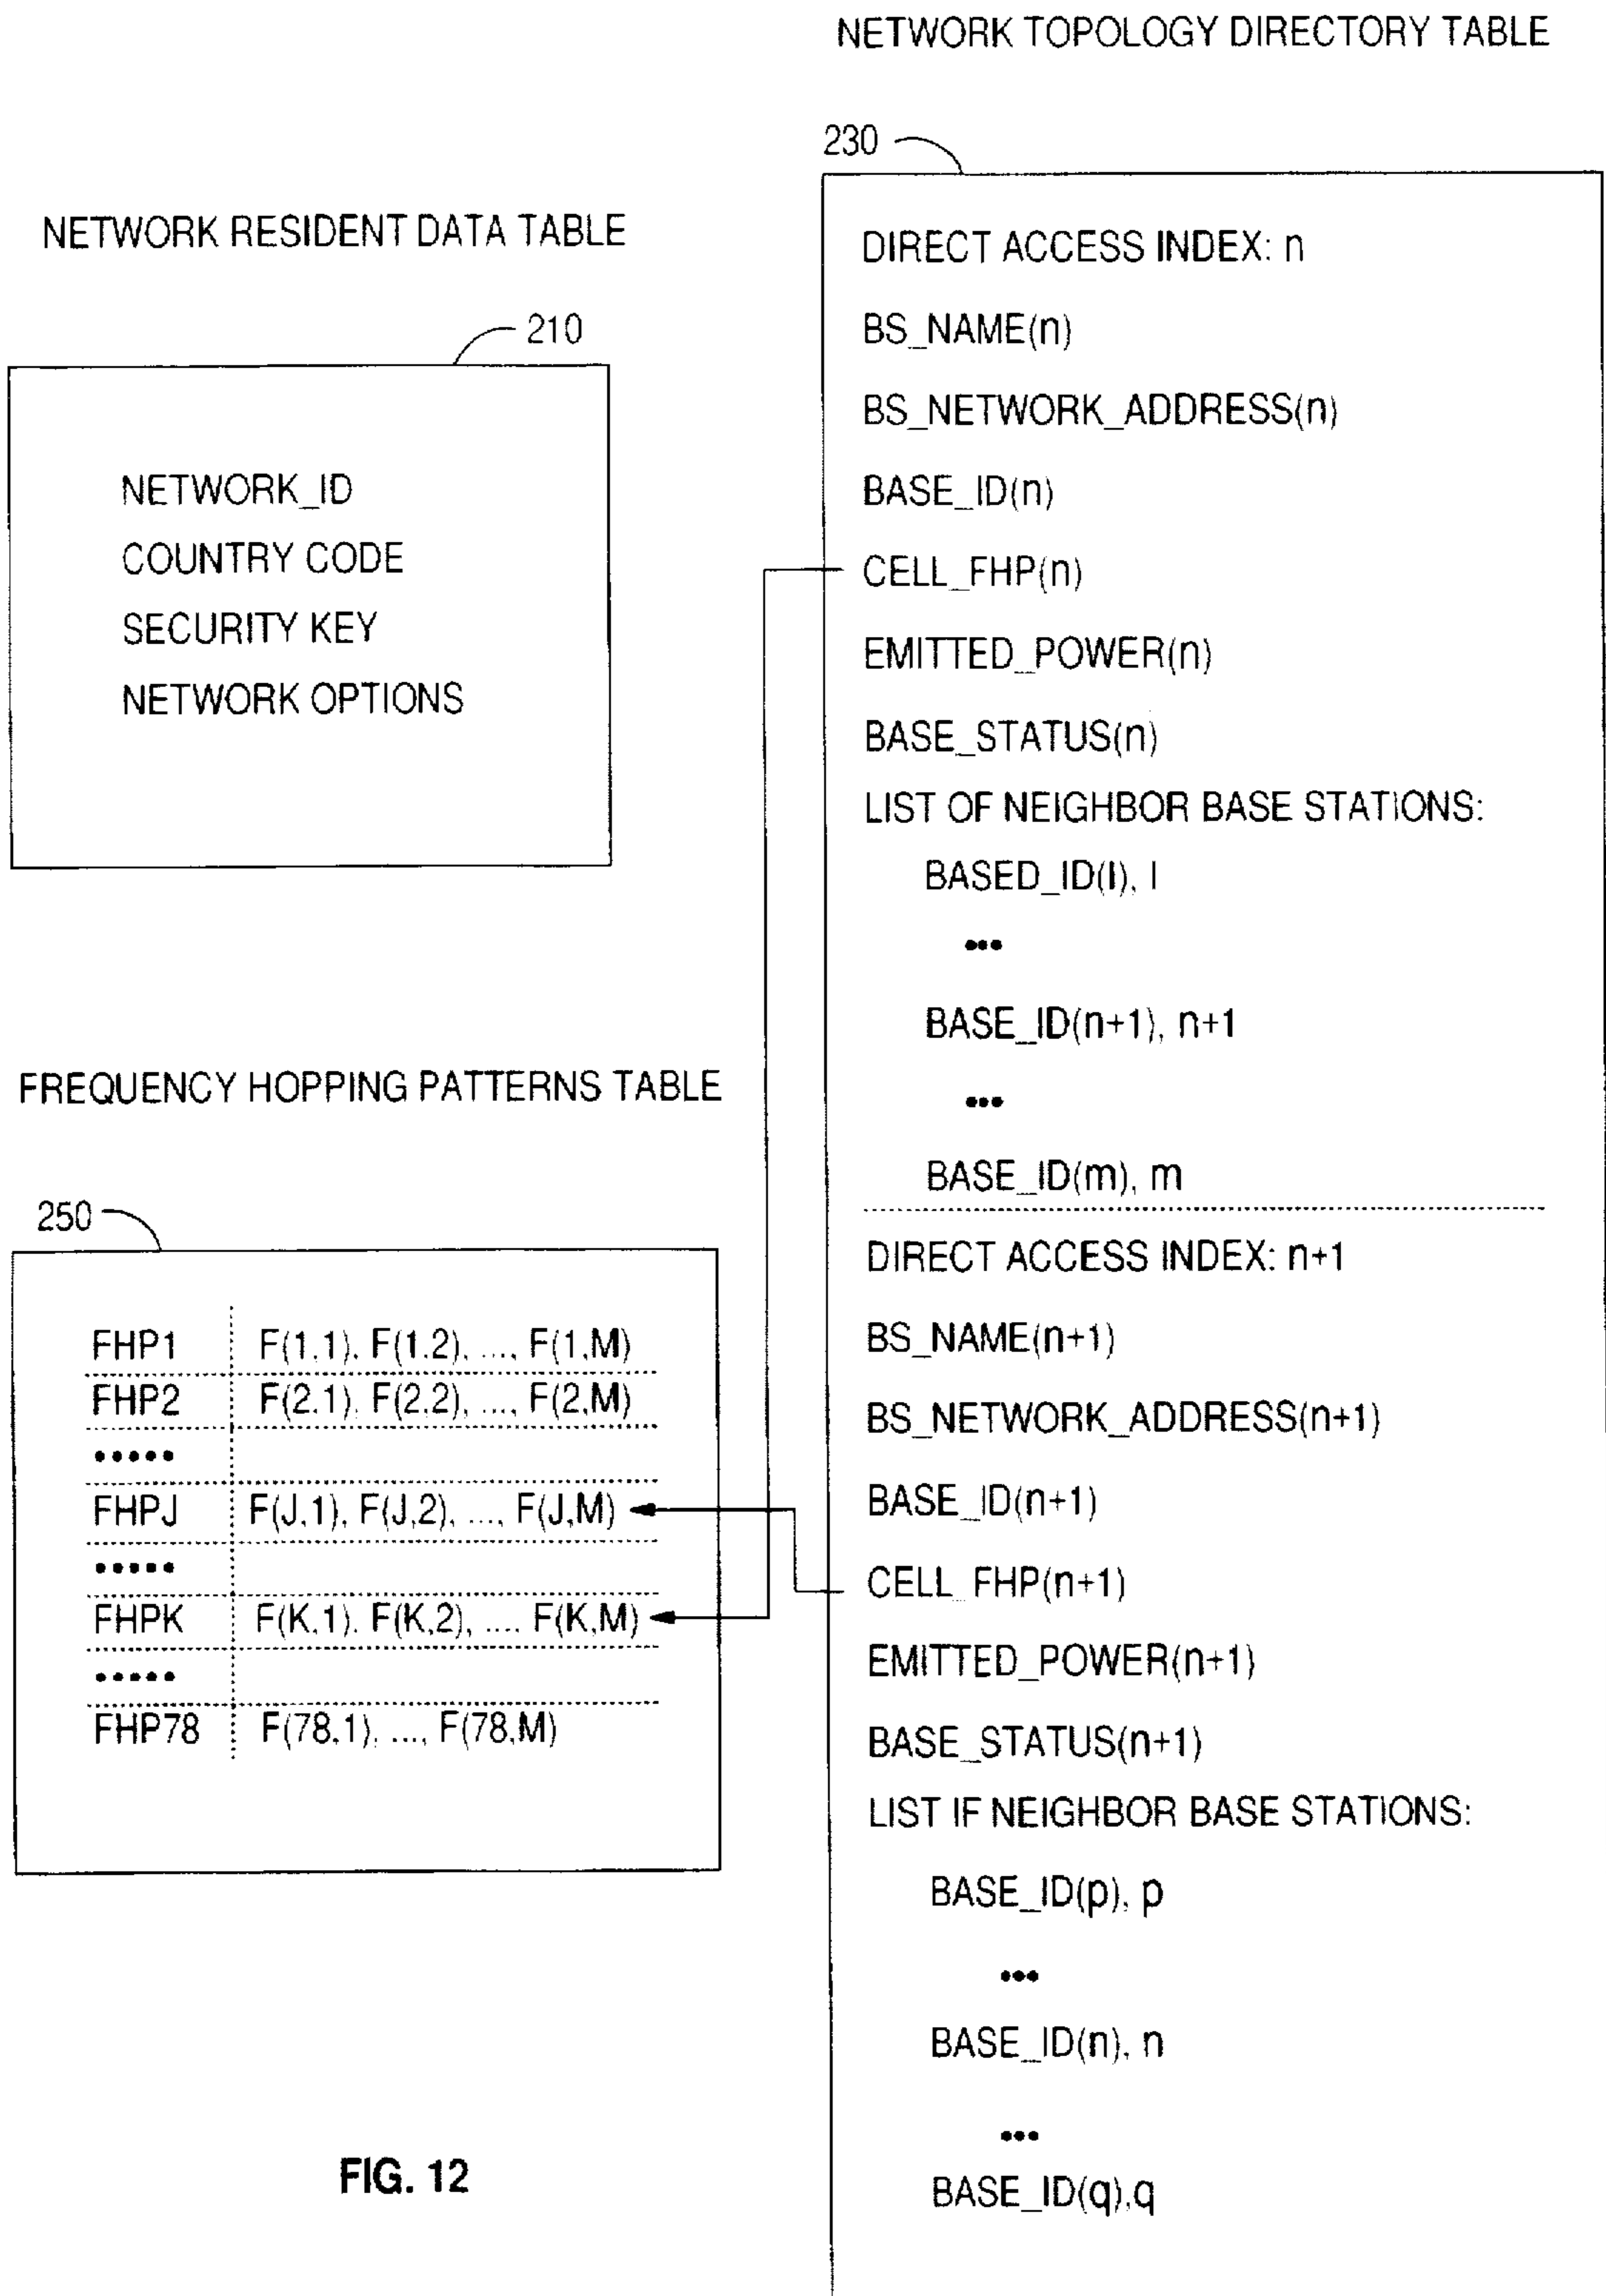 NETWORK TOPOLOGY DIRECTORY TABLE
230
DIRECT ACCESS INDEX: n
BS_NAME(n)
BS_NETWORK_ADDRESS(n)
BASE_ID(n)
CELL_FHP(n)
EMITTED_POWER(n)
BASE_STATUS(n)
LIST OF NEIGHBOR BASE STATIONS:
BASED_ID(l), l
•••
BASE_ID(n+1), n+1
•••
BASE_ID(m), m
DIRECT ACCESS INDEX: n+1
BS_NAME(n+1)
BS_NETWORK_ADDRESS(n+1)
BASE_ID(n+1)
CELL_FHP(n+1)
EMITTED_POWER(n+1)
BASE_STATUS(n+1)
LIST IF NEIGHBOR BASE STATIONS:
BASE_ID(p), p
•••
BASE_ID(n), n
•••
BASE_ID(q),q
NETWORK RESIDENT DATA TABLE
210
NETWORK_ID
COUNTRY CODE
SECURITY KEY
NETWORK OPTIONS
FREQUENCY HOPPING PATTERNS TABLE
250
FHP1 F(1,1), F(1,2), ..., F(1,M)
FHP2 F(2,1), F(2,2), ..., F(2,M)
•••••
FHPJ F(J,1), F(J,2), ..., F(J,M)
•••••
FHPK F(K,1), F(K,2), ..., F(K,M)
•••••
FHP78 F(78,1), ..., F(78,M)
FIG. 12